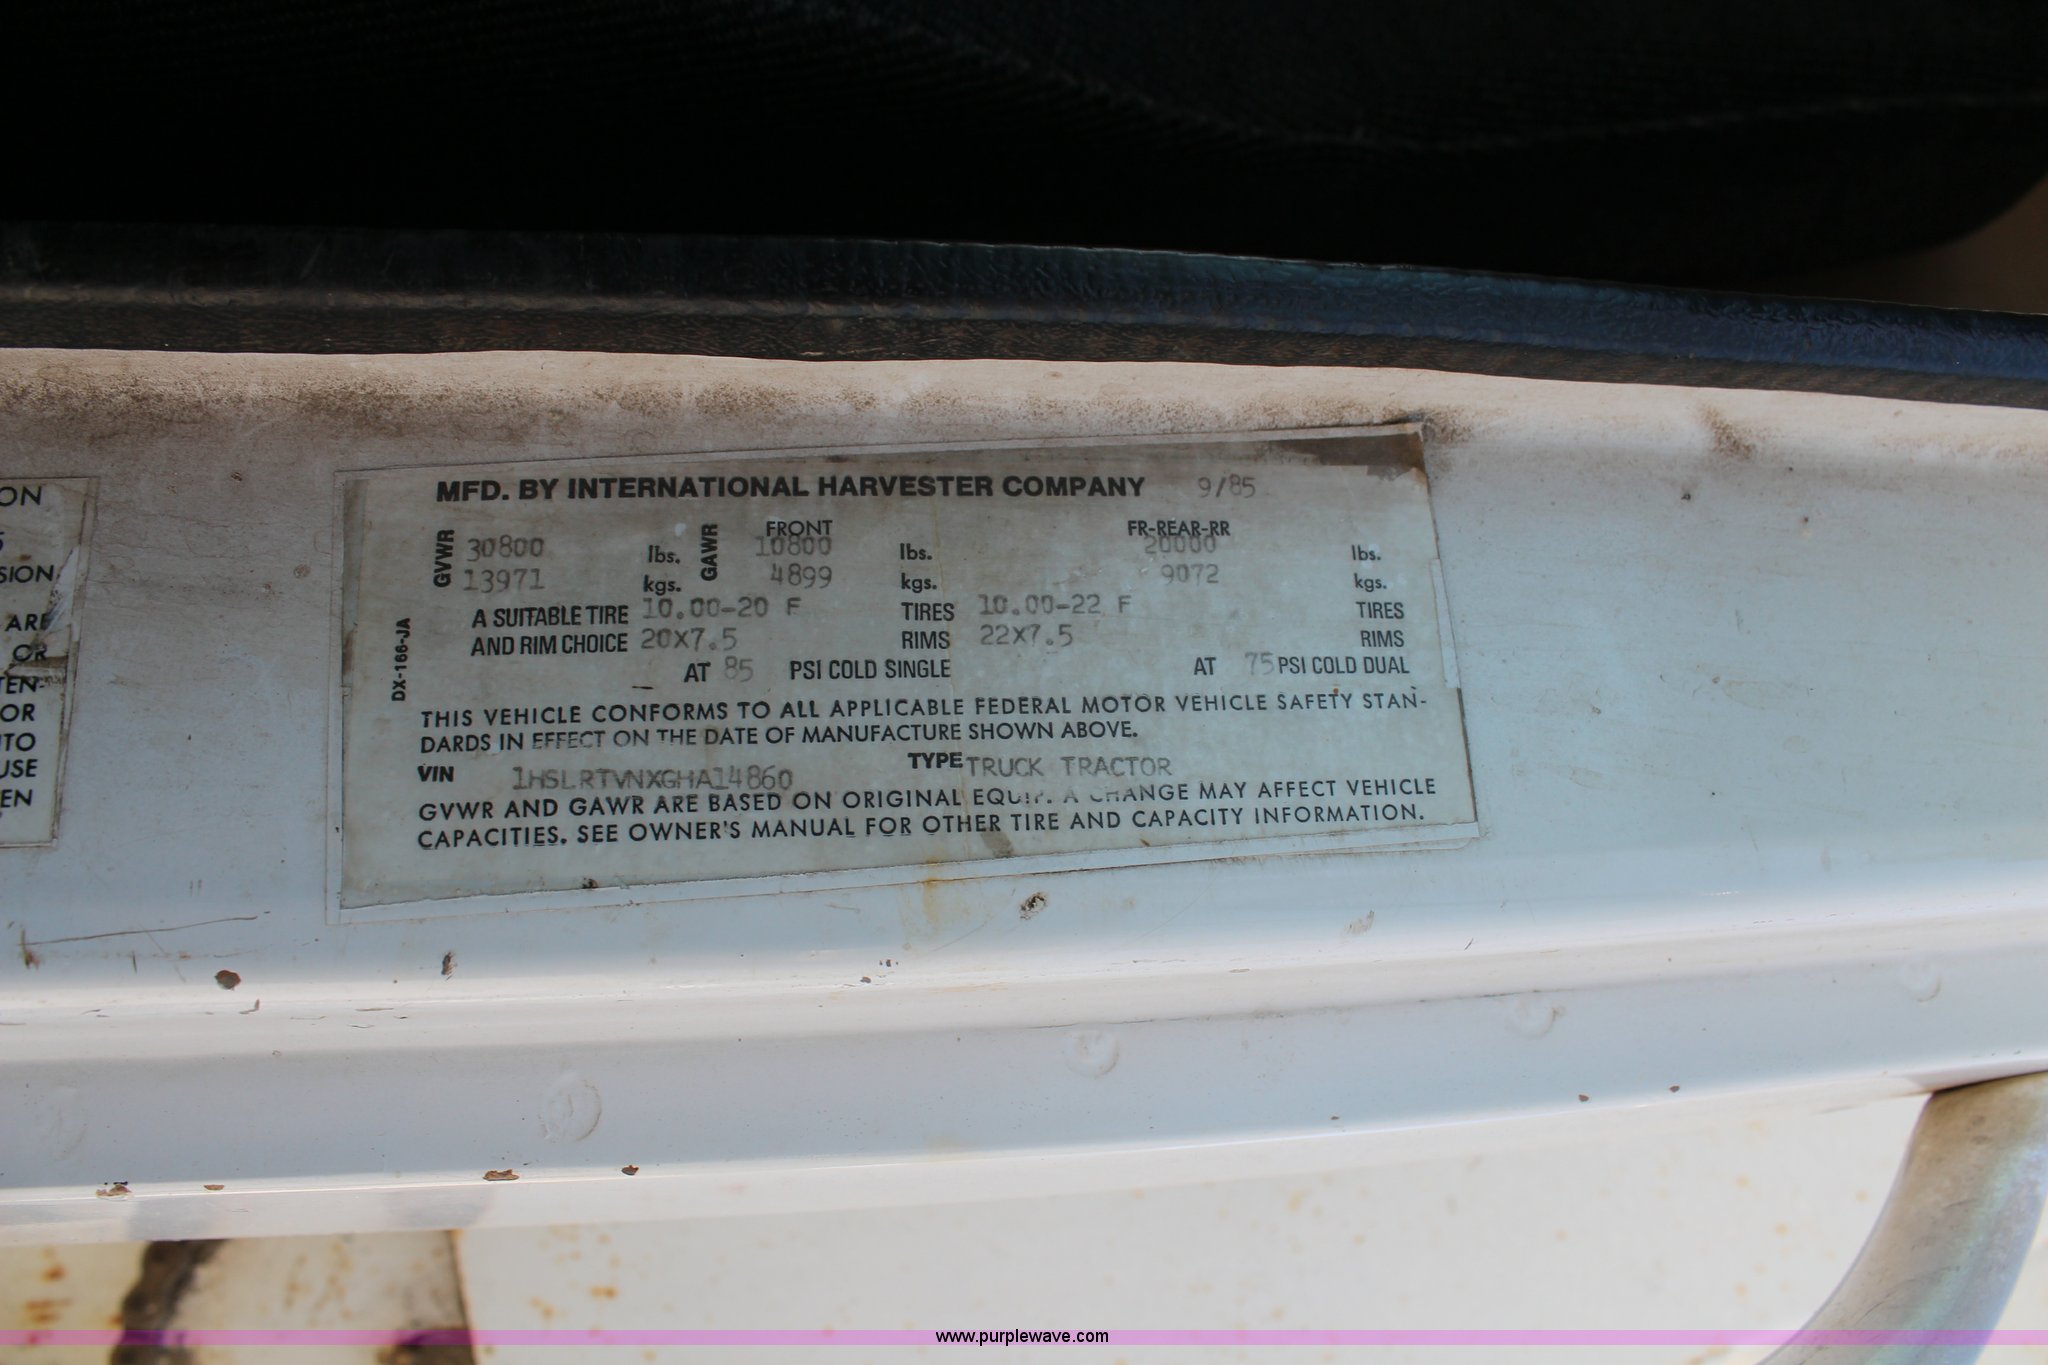 MFD. BY INTERNATIONAL HARVESTER COMPANY 9/85
GVWR 30800 lbs. GAWR FRONT 10800 lbs. FR-REAR-RR 20000 lbs.
13971 kgs. 4899 kgs. 9072 kgs.
A SUITABLE TIRE 10.00-20 F TIRES 10.00-22 F TIRES
AND RIM CHOICE 20X7.5 RIMS 22X7.5 RIMS
AT 85 PSI COLD SINGLE AT 75 PSI COLD DUAL
DX-166-JA
THIS VEHICLE CONFORMS TO ALL APPLICABLE FEDERAL MOTOR VEHICLE SAFETY STAN-
DARDS IN EFFECT ON THE DATE OF MANUFACTURE SHOWN ABOVE.
VIN 1HSLRTVNXGHA14860 TYPE TRUCK TRACTOR
GVWR AND GAWR ARE BASED ON ORIGINAL EQUIP. A CHANGE MAY AFFECT VEHICLE
CAPACITIES. SEE OWNER'S MANUAL FOR OTHER TIRE AND CAPACITY INFORMATION.
ON
SION
ARE
OR
TEN-
OR
USE
EN
www.purplewave.com